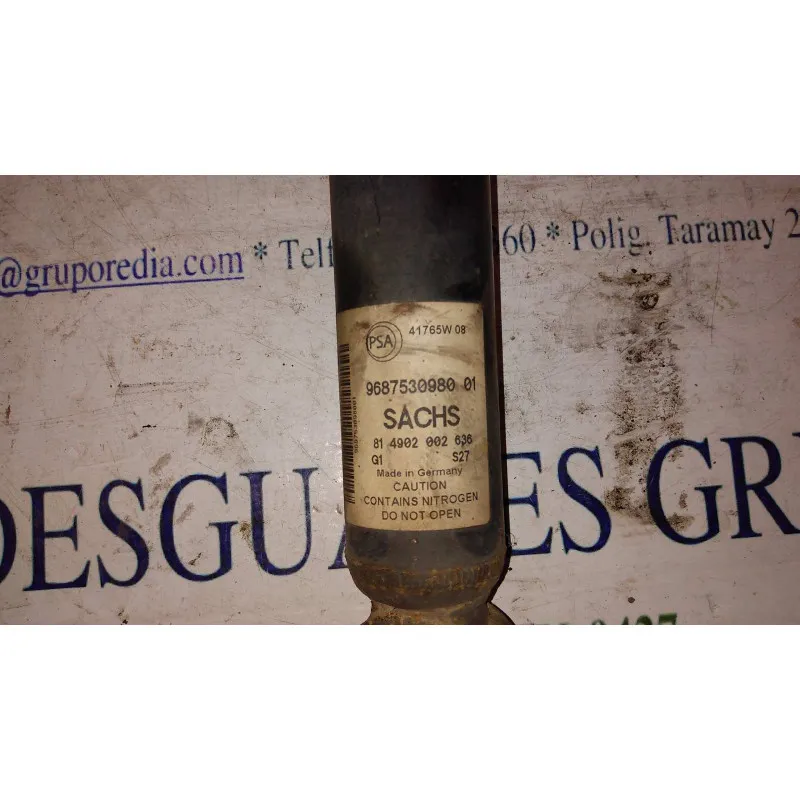 @gruporedia.com * Telf 60 * Polig. Taramay 2
PSA
41765W 08
9687530980 01
SACHS
81 4902 002 636
G1 S27
Made in Germany
CAUTION
CONTAINS NITROGEN
DO NOT OPEN
DESGUA ES GR